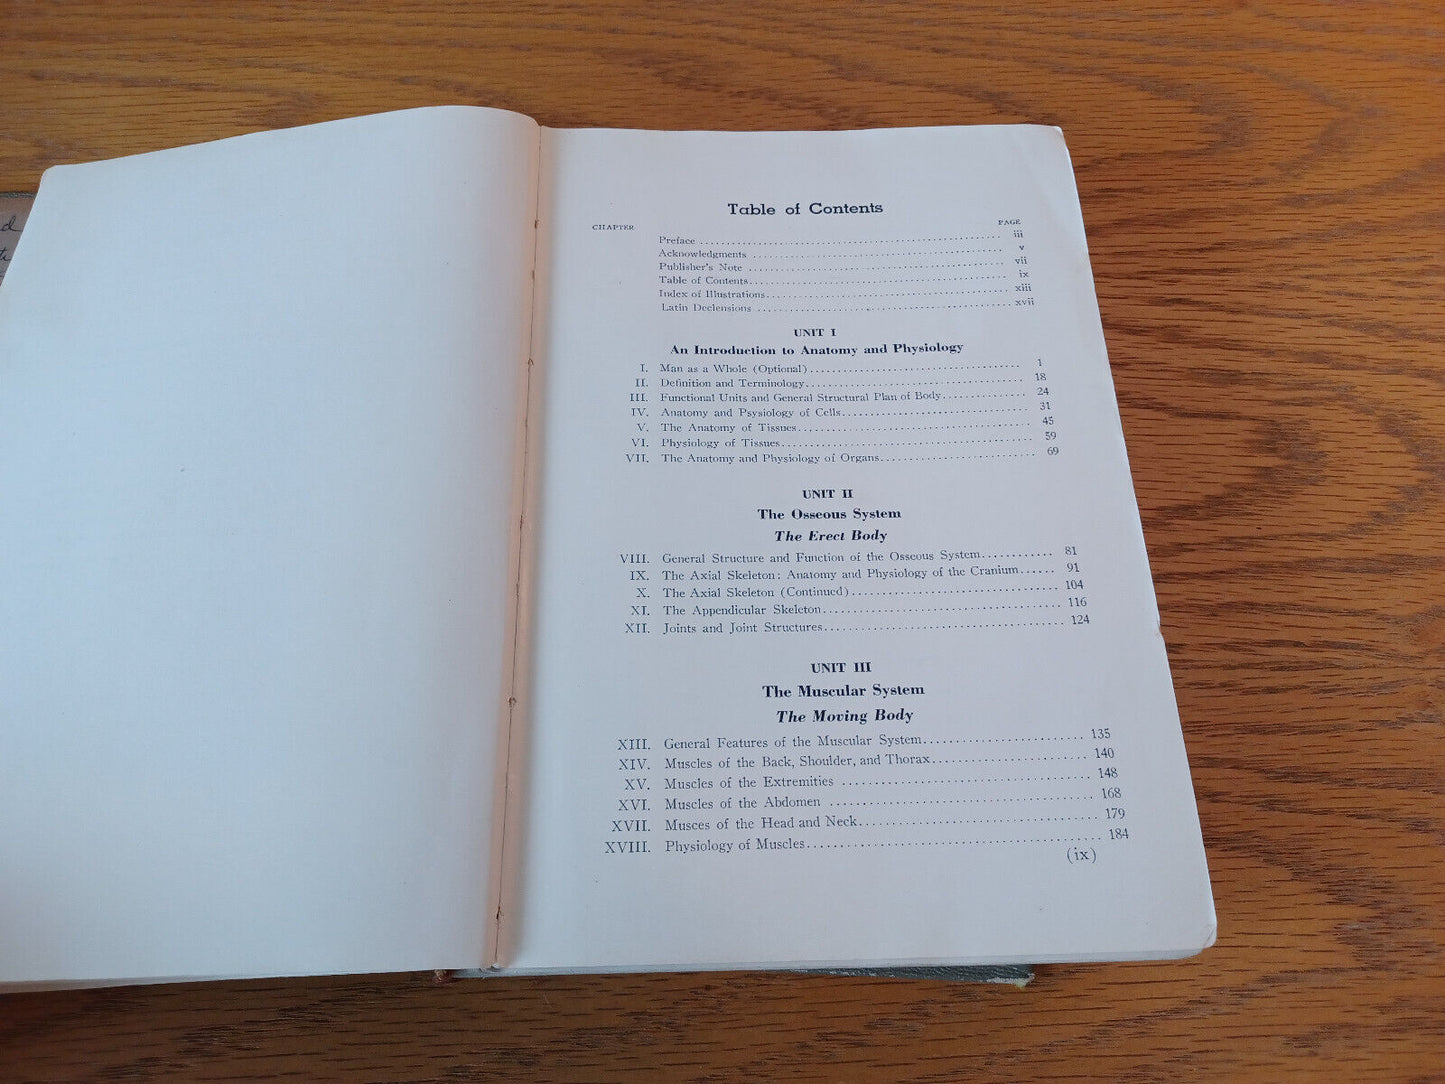 d
Table of Contents
CHAPTER PAGE
Preface ........ iii
Acknowledgments ........ v
Publisher's Note ........ vii
Table of Contents ........ ix
Index of Illustrations ........ xiii
Latin Declensions ........ xvii
UNIT I
An Introduction to Anatomy and Physiology
I. Man as a Whole (Optional) ........ 1
II. Definition and Terminology ........ 18
III. Functional Units and General Structural Plan of Body ........ 24
IV. Anatomy and Psysiology of Cells ........ 31
V. The Anatomy of Tissues ........ 45
VI. Physiology of Tissues ........ 59
VII. The Anatomy and Physiology of Organs ........ 69
UNIT II
The Osseous System
The Erect Body
VIII. General Structure and Function of the Osseous System ........ 81
IX. The Axial Skeleton: Anatomy and Physiology of the Cranium ...... 91
X. The Axial Skeleton (Continued) ........ 104
XI. The Appendicular Skeleton ........ 116
XII. Joints and Joint Structures ........ 124
UNIT III
The Muscular System
The Moving Body
XIII. General Features of the Muscular System ........ 135
XIV. Muscles of the Back, Shoulder, and Thorax ........ 140
XV. Muscles of the Extremities ........ 148
XVI. Muscles of the Abdomen ........ 168
XVII. Musces of the Head and Neck ........ 179
XVIII. Physiology of Muscles ........ 184
(ix)